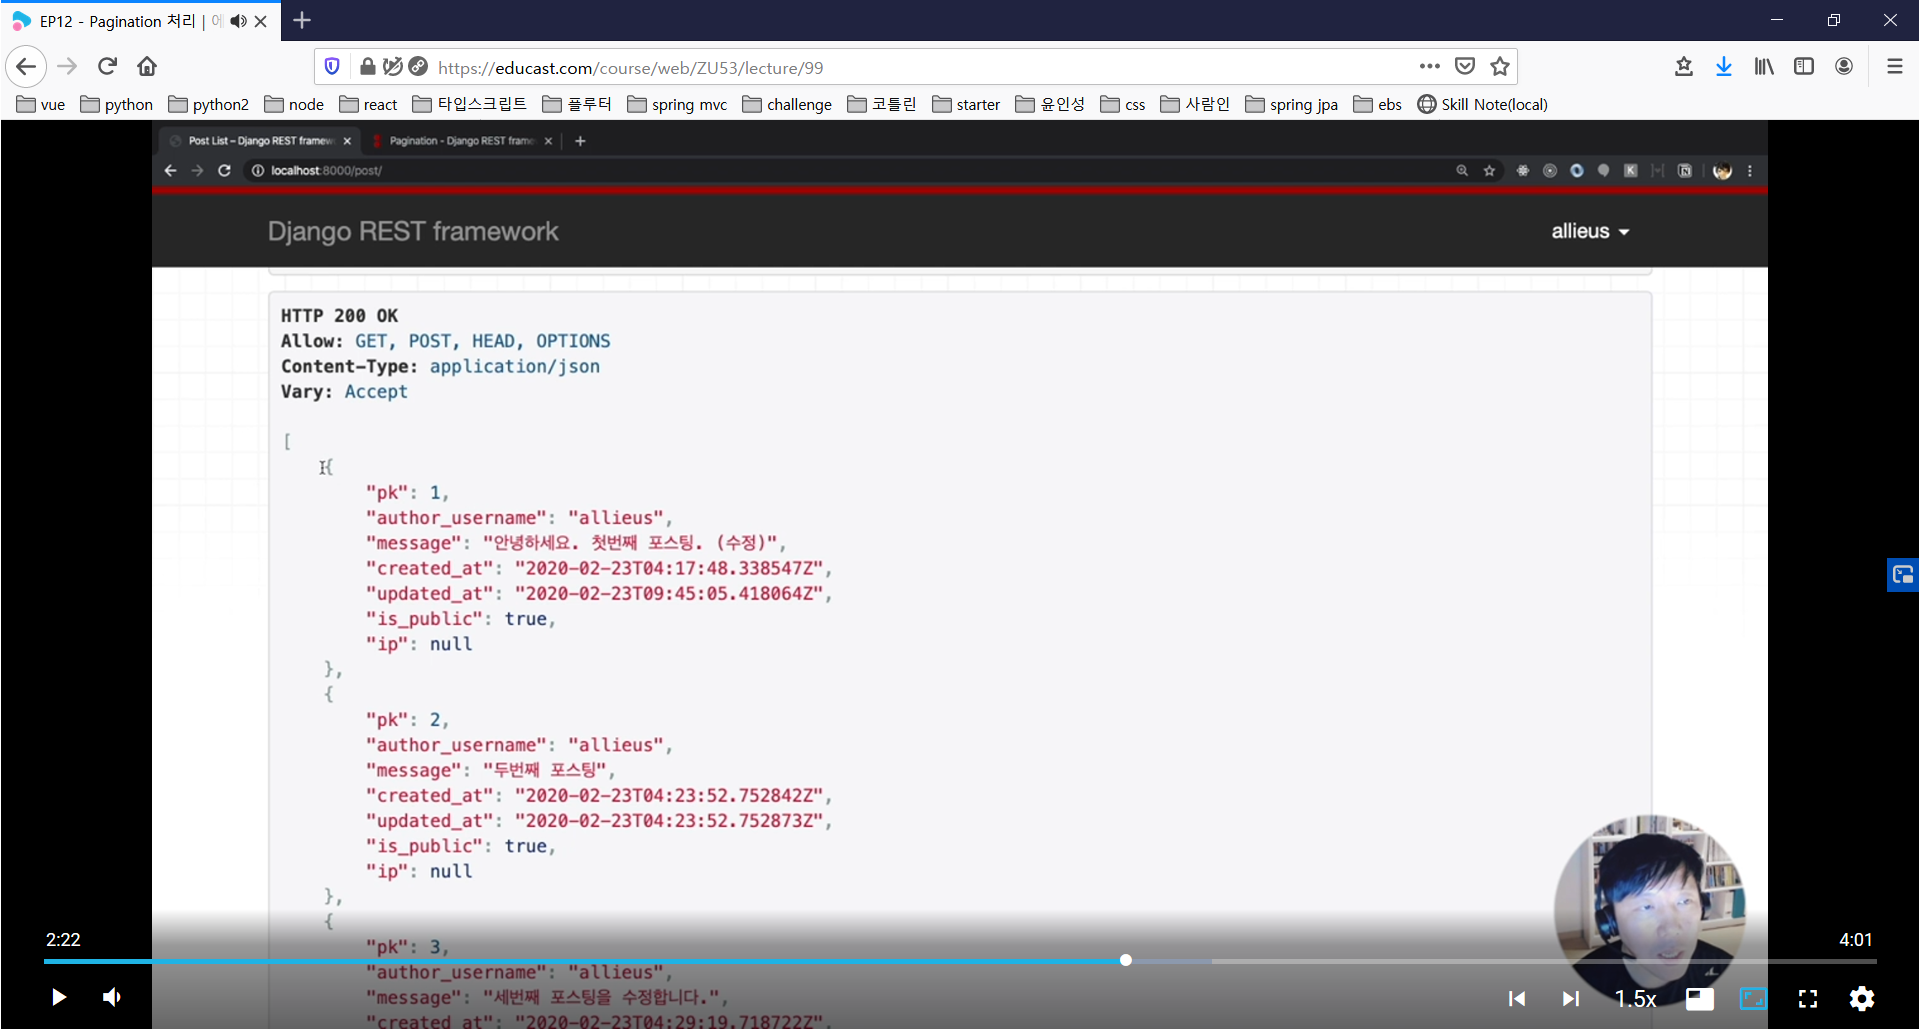 EP12 - Pagination 처리 |
https://educast.com/course/web/ZU53/lecture/99
vue python python2 node react 타입스크립트 플루터 spring mvc challenge 코틀린 starter 윤인성 css 사람인 spring jpa ebs Skill Note(local)
Post List – Django REST framew Pagination - Django REST frame
localhost:8000/post/
K
Django REST framework
allieus
HTTP 200 OK
Allow: GET, POST, HEAD, OPTIONS
Content-Type: application/json
Vary: Accept
[
{
"pk": 1,
"author_username": "allieus",
"message": "안녕하세요. 첫번째 포스팅. (수정)",
"created_at": "2020-02-23T04:17:48.338547Z",
"updated_at": "2020-02-23T09:45:05.418064Z",
"is_public": true,
"ip": null
},
{
"pk": 2,
"author_username": "allieus",
"message": "두번째 포스팅",
"created_at": "2020-02-23T04:23:52.752842Z",
"updated_at": "2020-02-23T04:23:52.752873Z",
"is_public": true,
"ip": null
},
{
"pk": 3,
"author_username": "allieus",
"message": "세번째 포스팅을 수정합니다.",
"created_at": "2020-02-23T04:29:19.718722Z",
2:22
4:01
1.5x